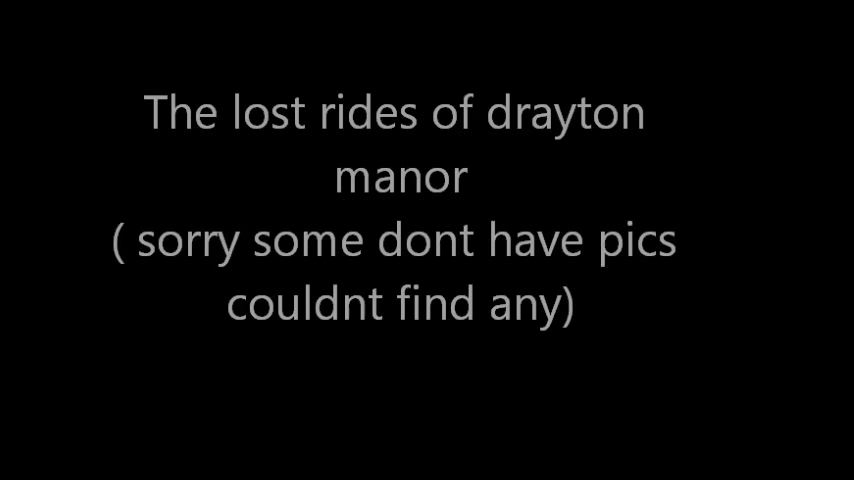 The lost rides of drayton
manor
( sorry some dont have pics
couldnt find any)